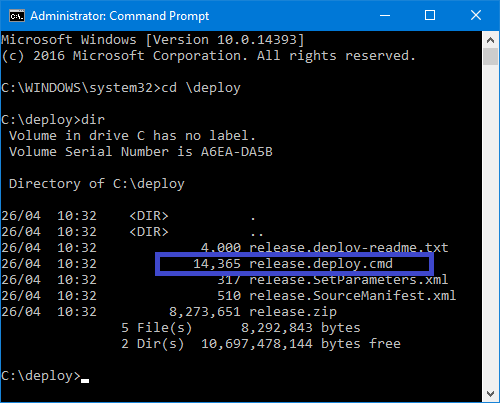 Administrator: Command Prompt
Microsoft Windows [Version 10.0.14393]
(c) 2016 Microsoft Corporation. All rights reserved.
C:\WINDOWS\system32>cd \deploy
C:\deploy>dir
Volume in drive C has no label.
Volume Serial Number is A6EA-DA5B
Directory of C:\deploy
26/04  10:32    <DIR>          .
26/04  10:32    <DIR>          ..
26/04  10:32             4,000 release.deploy-readme.txt
26/04  10:32            14,365 release.deploy.cmd
26/04  10:32               317 release.SetParameters.xml
26/04  10:32               510 release.SourceManifest.xml
26/04  10:32         8,273,651 release.zip
5 File(s)      8,292,843 bytes
2 Dir(s)  10,697,478,144 bytes free
C:\deploy>